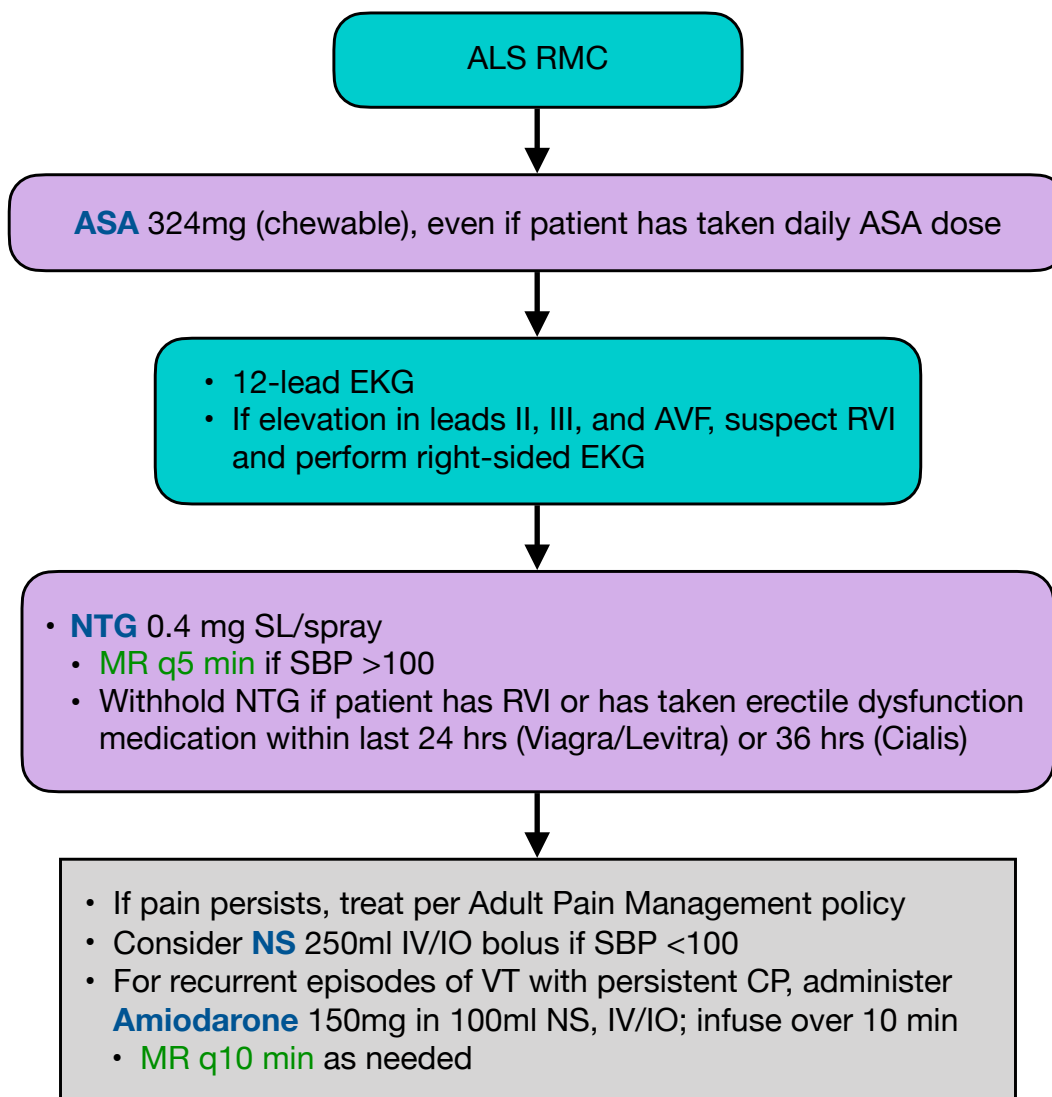 ALS RMC
ASA 324mg (chewable), even if patient has taken daily ASA dose
• 12-lead EKG
• If elevation in leads II, III, and AVF, suspect RVI
and perform right-sided EKG
• NTG 0.4 mg SL/spray
• MR q5 min if SBP >100
• Withhold NTG if patient has RVI or has taken erectile dysfunction
medication within last 24 hrs (Viagra/Levitra) or 36 hrs (Cialis)
• If pain persists, treat per Adult Pain Management policy
• Consider NS 250ml IV/IO bolus if SBP <100
• For recurrent episodes of VT with persistent CP, administer
Amiodarone 150mg in 100ml NS, IV/IO; infuse over 10 min
• MR q10 min as needed